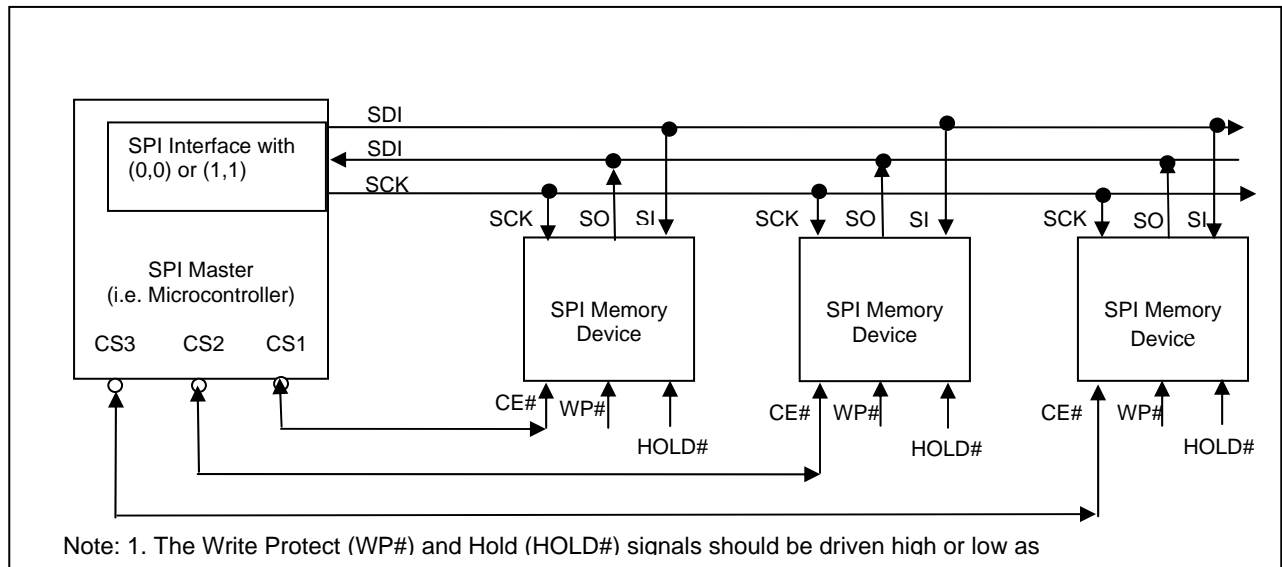 SDI
SPI Interface with
(0,0) or (1,1)
SDI
SCK
SCK SO SI
SCK SO SI
SCK SO SI
SPI Master
(i.e. Microcontroller)
SPI Memory
Device
SPI Memory
Device
SPI Memory
Device
CS3 CS2 CS1
CE# WP#
HOLD#
CE# WP#
HOLD#
CE# WP#
HOLD#
Note: 1. The Write Protect (WP#) and Hold (HOLD#) signals should be driven high or low as